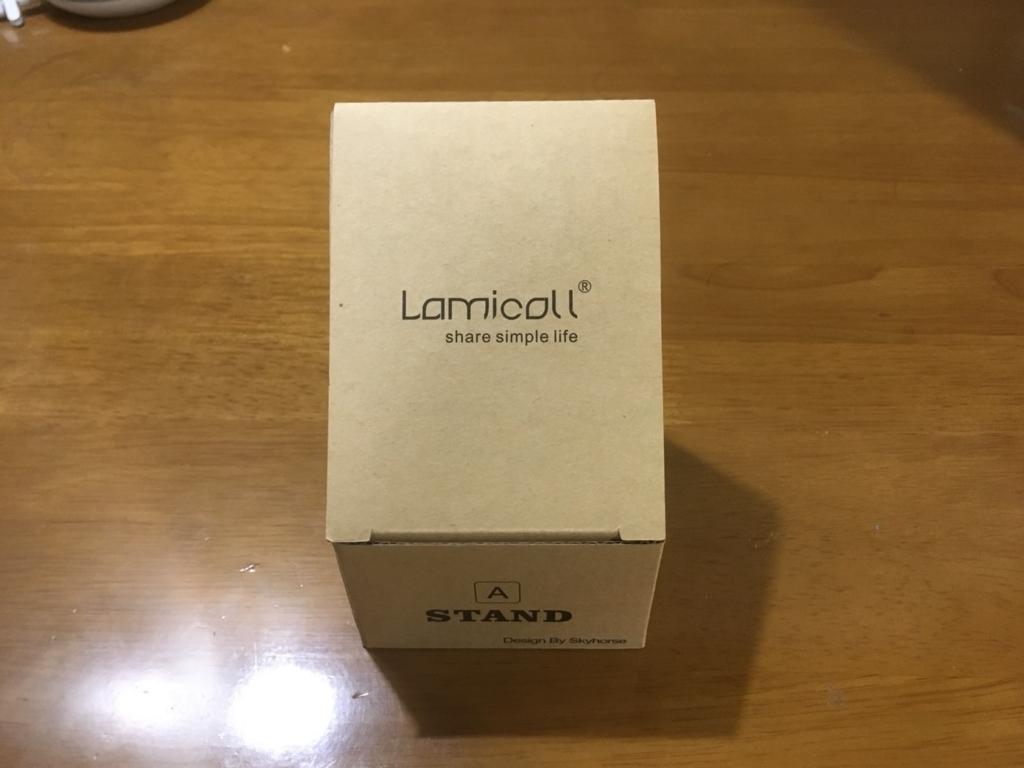 Lamicall®
share simple life
A
STAND
Design By Skyhorse